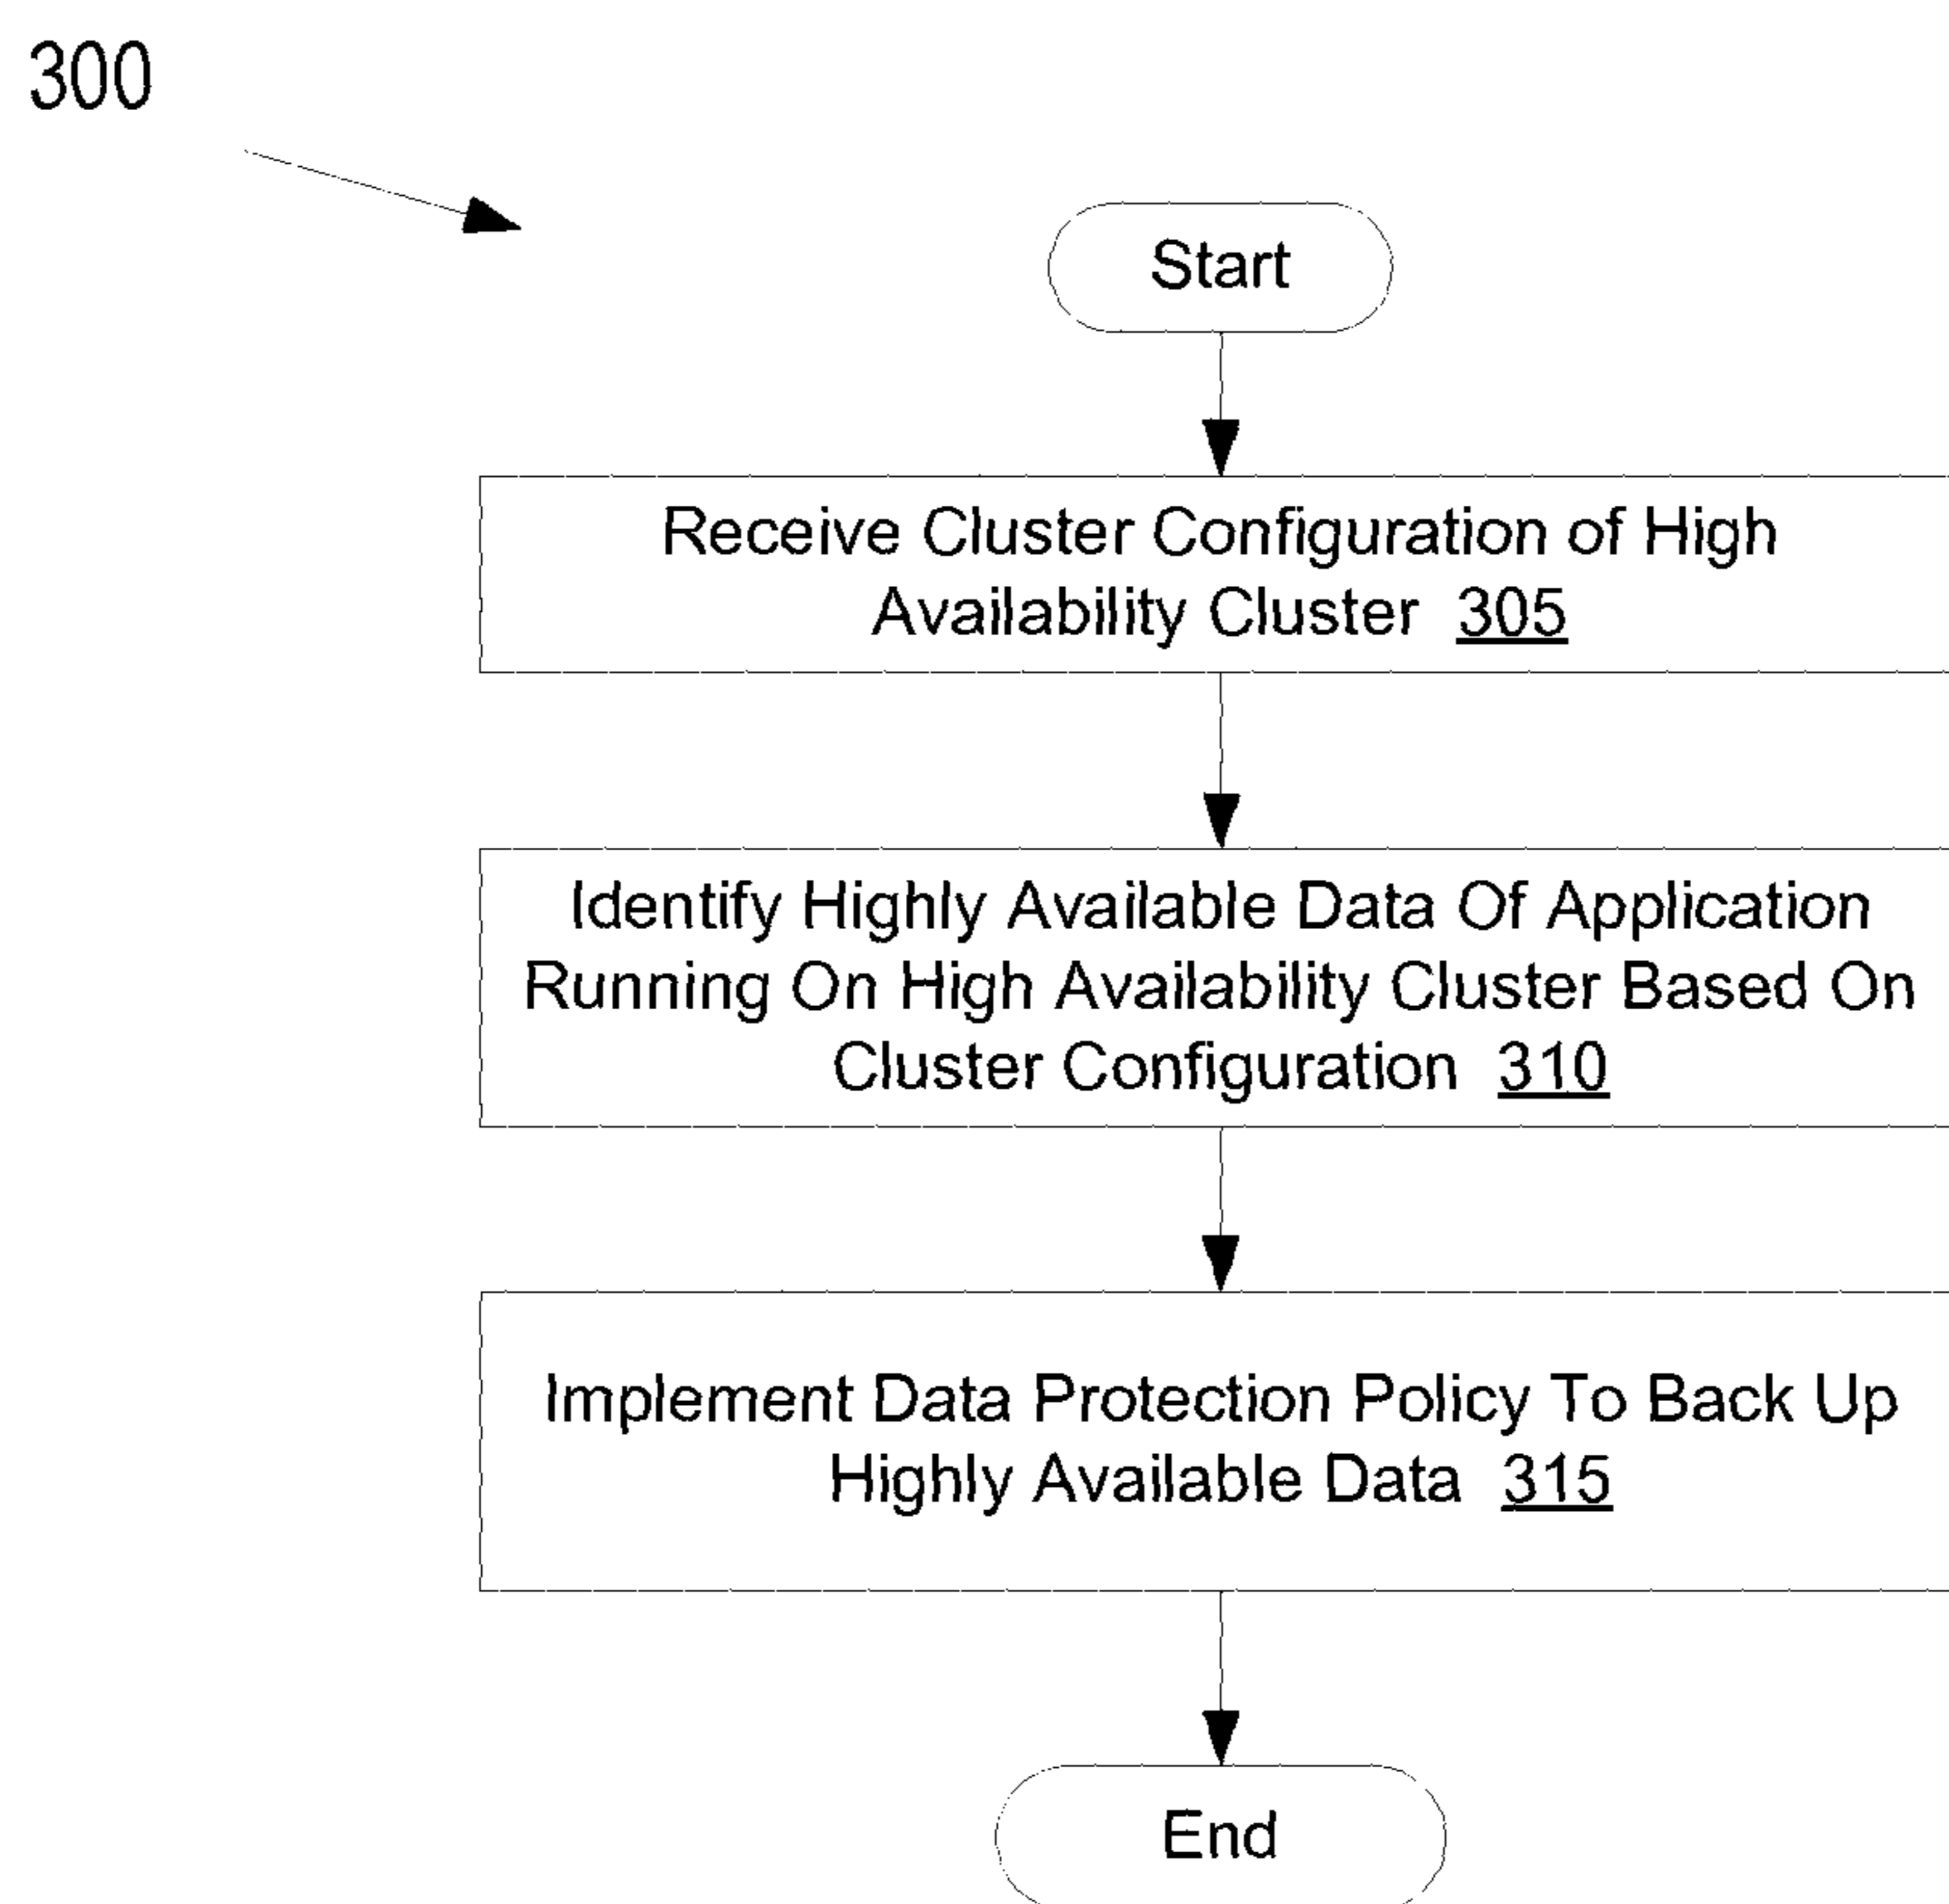 300
Start
Receive Cluster Configuration of High
Availability Cluster 305
Identify Highly Available Data Of Application
Running On High Availability Cluster Based On
Cluster Configuration 310
Implement Data Protection Policy To Back Up
Highly Available Data 315
End